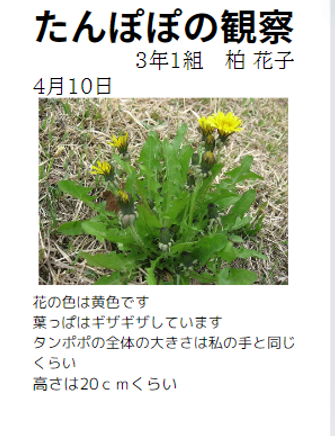 たんぽぽの観察
3年1組　柏 花子
4月10日
花の色は黄色です
葉っぱはギザギザしています
タンポポの全体の大きさは私の手と同じ
くらい
高さは20ｃｍくらい